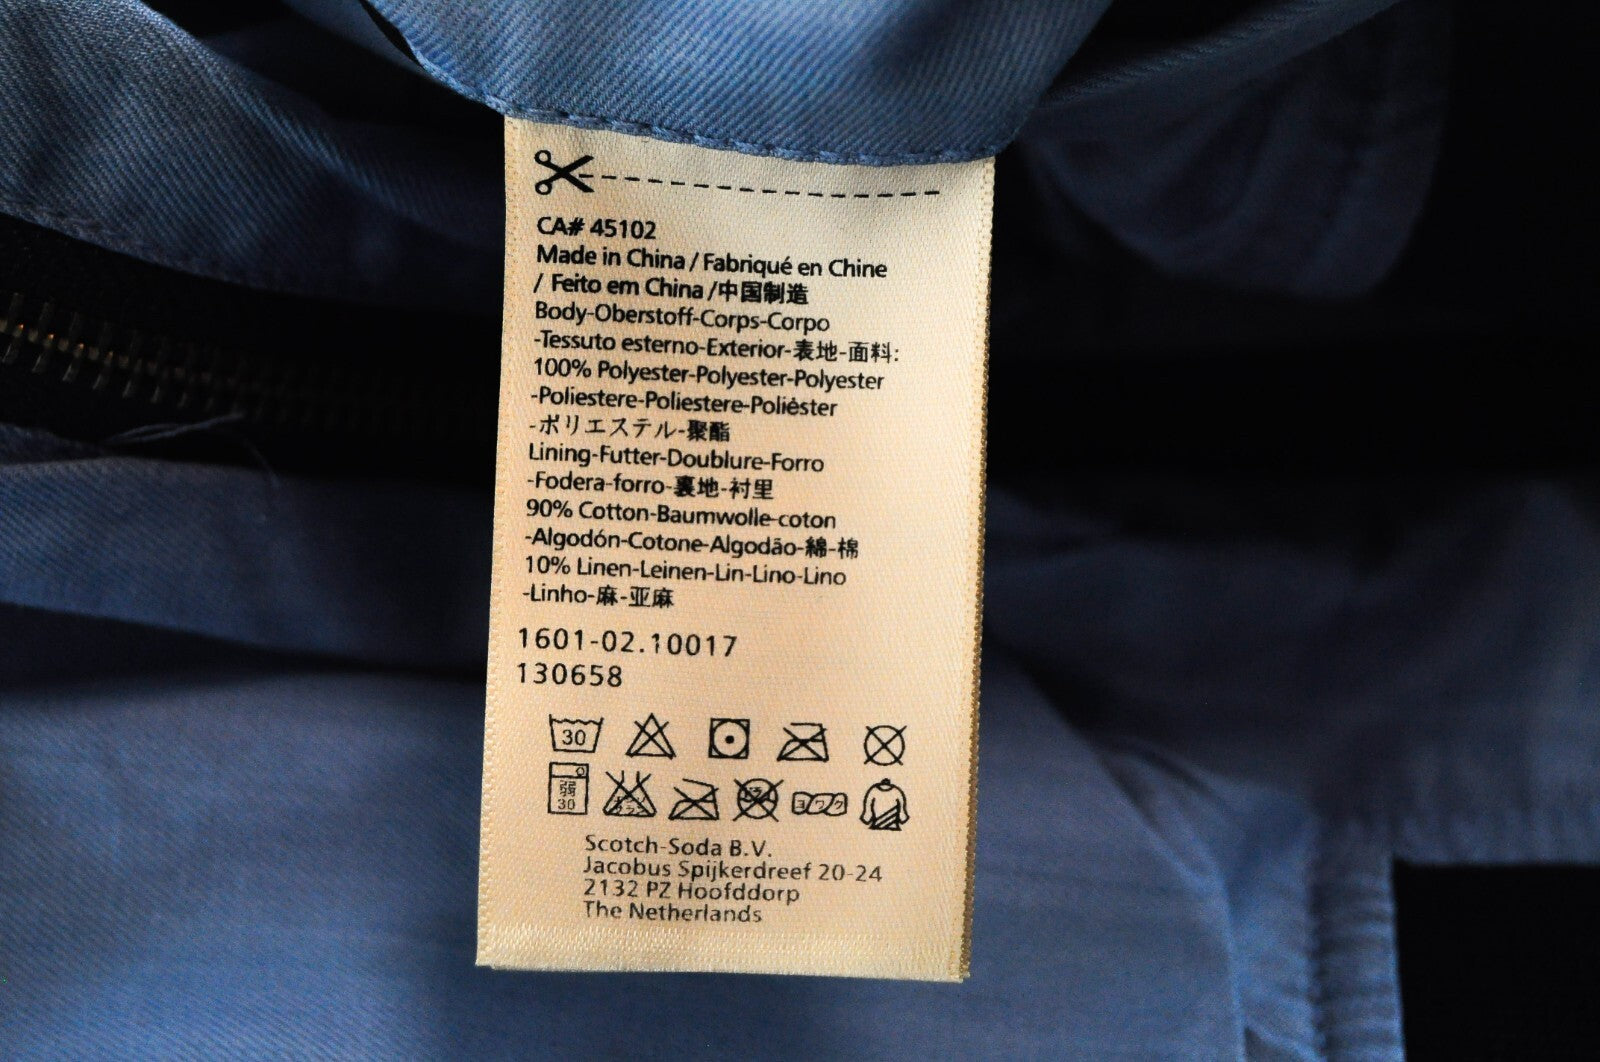 CA# 45102
Made in China / Fabriqué en Chine
/ Feito em China /中国制造
Body-Oberstoff-Corps-Corpo
-Tessuto esterno-Exterior-表地-面料:
100% Polyester-Polyester-Polyester
-Poliestere-Poliestere-Poliéster
-ポリエステル-聚酯
Lining-Futter-Doublure-Forro
-Fodera-forro-裏地-衬里
90% Cotton-Baumwolle-coton
-Algodón-Cotone-Algodão-綿-棉
10% Linen-Leinen-Lin-Lino-Lino
-Linho-麻-亚麻
1601-02.10017
130658
30
弱 30 ヨワク
Scotch-Soda B.V.
Jacobus Spijkerdreef 20-24
2132 PZ Hoofddorp
The Netherlands